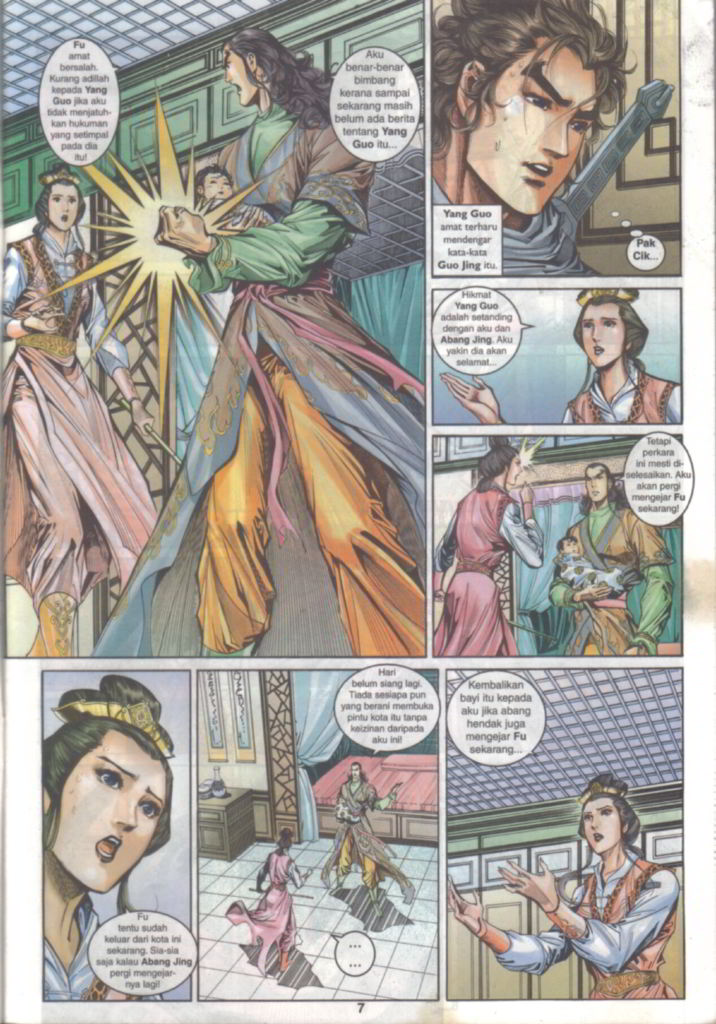 Fu
amat
bersalah.
Kurang adillah
kepada Yang
Guo jika aku
tidak menjatuh-
kan hukuman
yang setimpal
pada dia
itu!
Aku
benar-benar
bimbang
kerana sampai
sekarang masih
belum ada berita
tentang Yang
Guo itu...
Yang Guo
amat terharu
mendengar
kata-kata
Guo Jing itu.
Pak
Cik...
Hikmat
Yang Guo
adalah setanding
dengan aku dan
Abang Jing. Aku
yakin dia akan
selamat...
Tetapi
perkara
ini mesti di-
selesaikan. Aku
akan pergi
mengejar Fu
sekarang!
Fu
tentu sudah
keluar dari kota ini
sekarang. Sia-sia
saja kalau Abang Jing
pergi mengejar-
nya lagi!
Hari
belum siang lagi.
Tiada sesiapa pun
yang berani membuka
pintu kota itu tanpa
keizinan daripada
aku ini!
...
...
Kembalikan
bayi itu kepada
aku jika abang
hendak juga
mengejar Fu
sekarang...
7